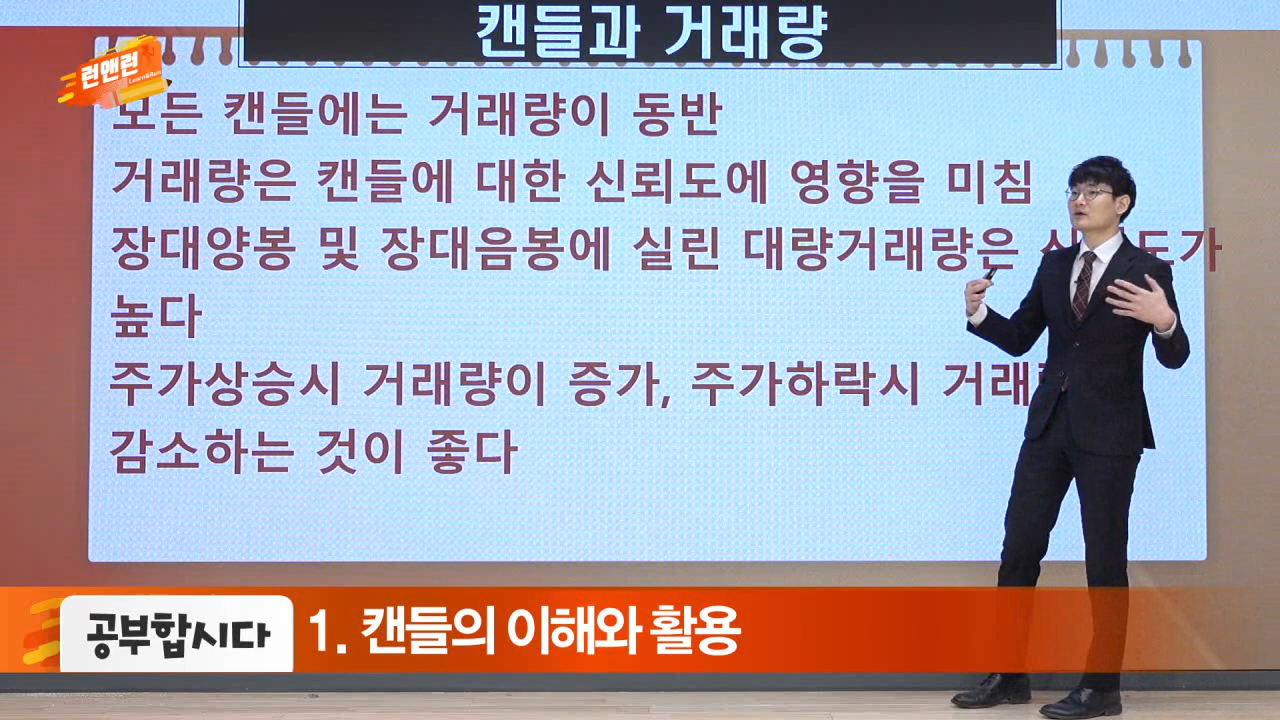 캔들과 거래량
런앤런
Learn&Run
모든 캔들에는 거래량이 동반
거래량은 캔들에 대한 신뢰도에 영향을 미침
장대양봉 및 장대음봉에 실린 대량거래량은
높다
주가상승시 거래량이 증가, 주가하락시
감소하는 것이 좋다
공부합시다
1. 캔들의 이해와 활용